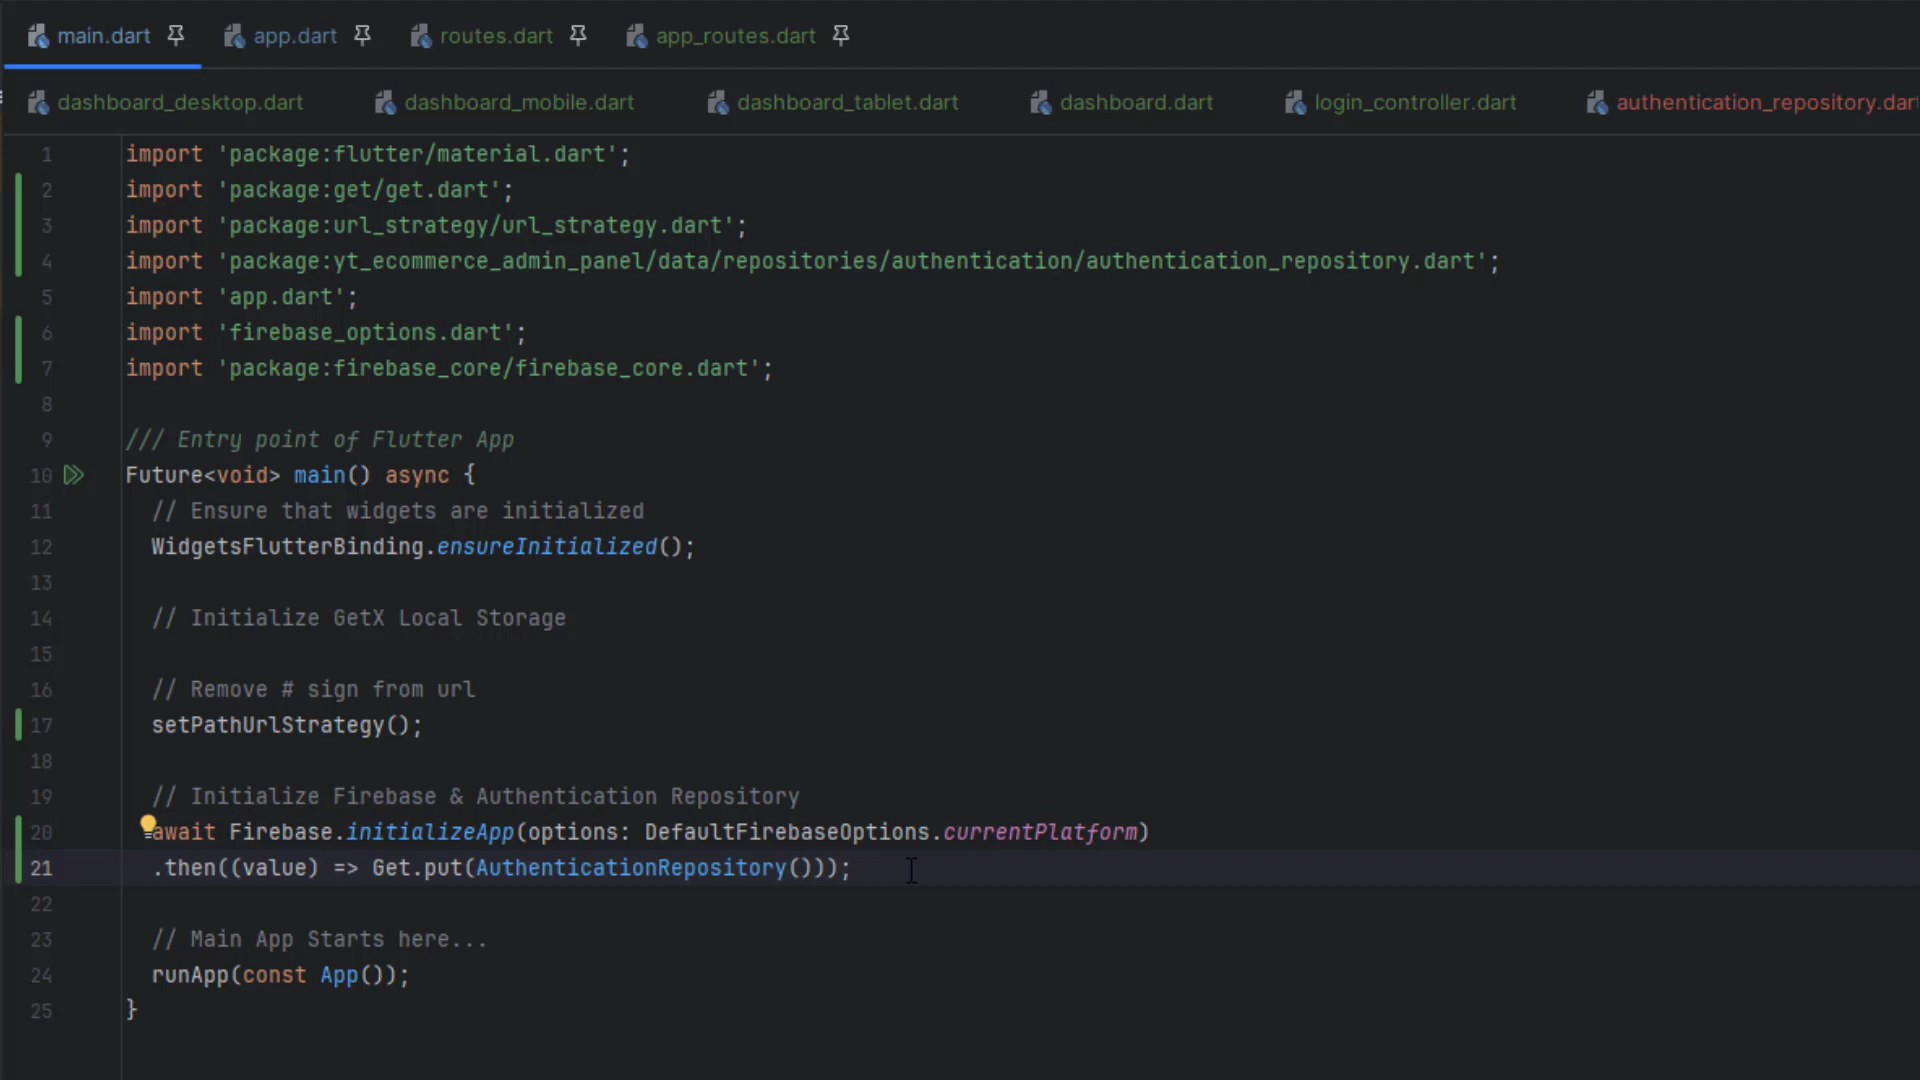 main.dart app.dart routes.dart app_routes.dart
dashboard_desktop.dart dashboard_mobile.dart dashboard_tablet.dart dashboard.dart login_controller.dart authentication_repository.dart
1 import 'package:flutter/material.dart';
2 import 'package:get/get.dart';
3 import 'package:url_strategy/url_strategy.dart';
4 import 'package:yt_ecommerce_admin_panel/data/repositories/authentication/authentication_repository.dart';
5 import 'app.dart';
6 import 'firebase_options.dart';
7 import 'package:firebase_core/firebase_core.dart';
8
9 /// Entry point of Flutter App
10 Future<void> main() async {
11 // Ensure that widgets are initialized
12 WidgetsFlutterBinding.ensureInitialized();
13
14 // Initialize GetX Local Storage
15
16 // Remove # sign from url
17 setPathUrlStrategy();
18
19 // Initialize Firebase & Authentication Repository
20 await Firebase.initializeApp(options: DefaultFirebaseOptions.currentPlatform)
21 .then((value) => Get.put(AuthenticationRepository()));
22
23 // Main App Starts here...
24 runApp(const App());
25 }